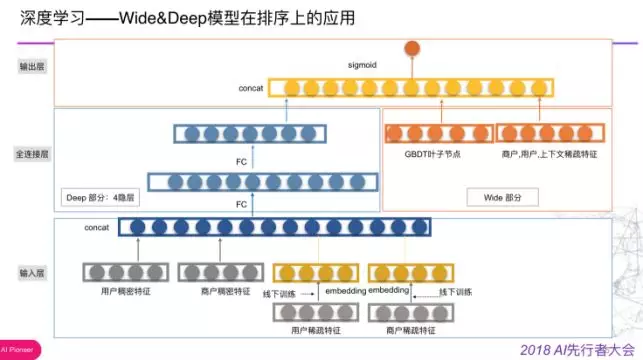 深度学习——Wide&Deep模型在排序上的应用
输出层
sigmoid
concat
全连接层
FC
GBDT叶子节点
商户,用户,上下文稀疏特征
Deep 部分：4隐层
FC
Wide 部分
concat
输入层
用户稠密特征
商户稠密特征
线下训练
embedding
embedding
线下训练
用户稀疏特征
商户稀疏特征
AI Pioneer
2018 AI先行者大会